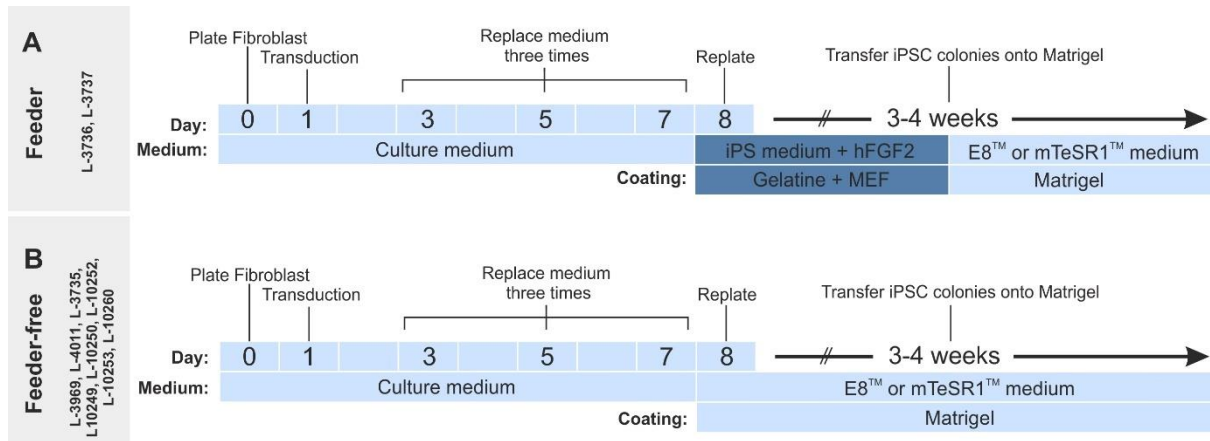 A
Feeder
L-3736, L-3737
Plate Fibroblast
Transduction
Replace medium
three times
Replate
Transfer iPSC colonies onto Matrigel
Day: 0 1 3 5 7 8 // 3-4 weeks
Medium: Culture medium iPS medium + hFGF2 E8™ or mTeSR1™ medium
Coating: Gelatine + MEF Matrigel
B
Feeder-free
L-3969, L-4011, L-3735,
L10249, L-10250, L-10252,
L-10253, L-10260
Plate Fibroblast
Transduction
Replace medium
three times
Replate
Transfer iPSC colonies onto Matrigel
Day: 0 1 3 5 7 8 // 3-4 weeks
Medium: Culture medium E8™ or mTeSR1™ medium
Coating: Matrigel